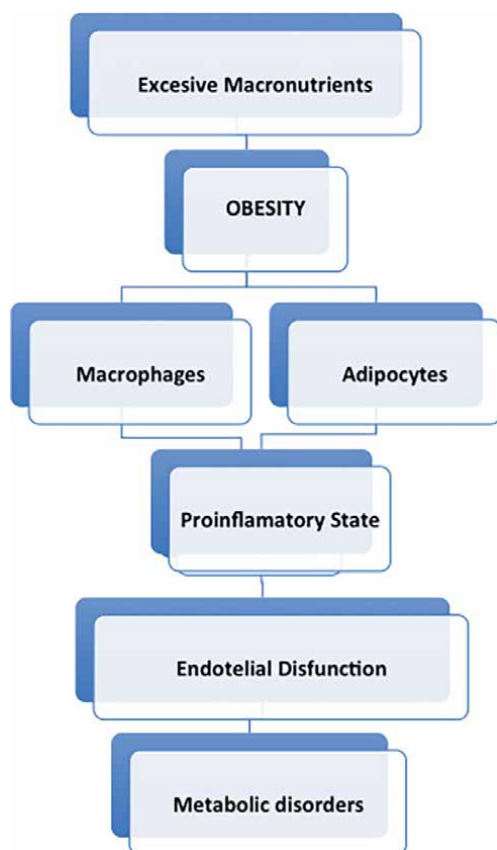 Excesive Macronutrients
OBESITY
Macrophages
Adipocytes
Proinflamatory State
Endotelial Disfunction
Metabolic disorders